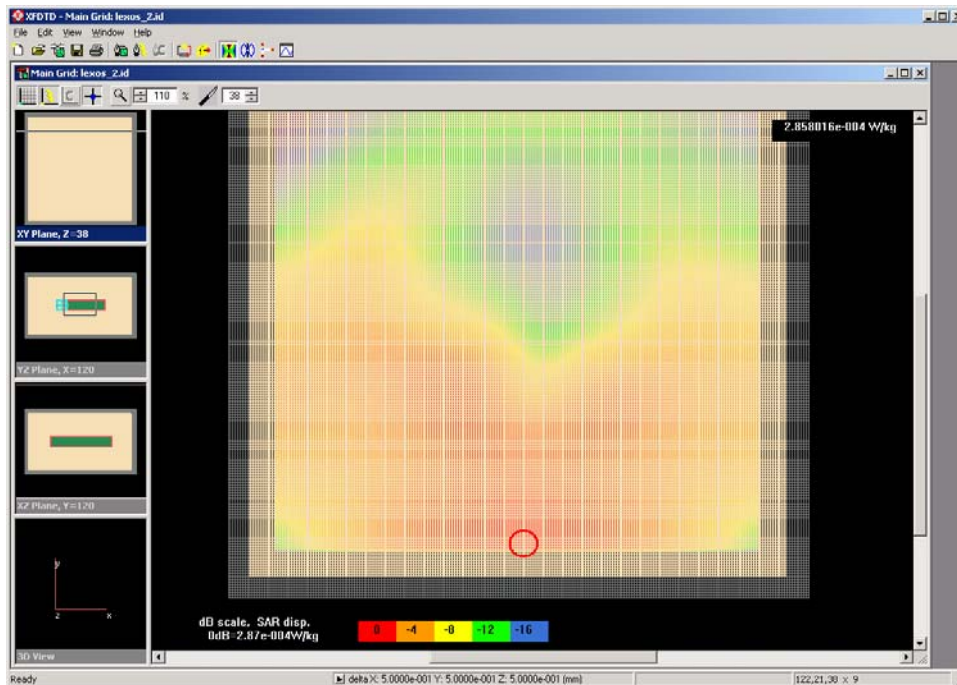 XFDTD - Main Grid: lexos_2.id
File Edit View Window Help
Main Grid: lexos_2.id
110 % 38
2.858016e-004 W/kg
XY Plane, Z=38
YZ Plane, X=120
XZ Plane, Y=120
y
z x
3D View
dB scale, SAR disp.
0dB=2.87e-004W/kg
0 -4 -8 -12 -16
Ready
delta X: 5.0000e-001 Y: 5.0000e-001 Z: 5.0000e-001 (mm)
122,21,38 x 9